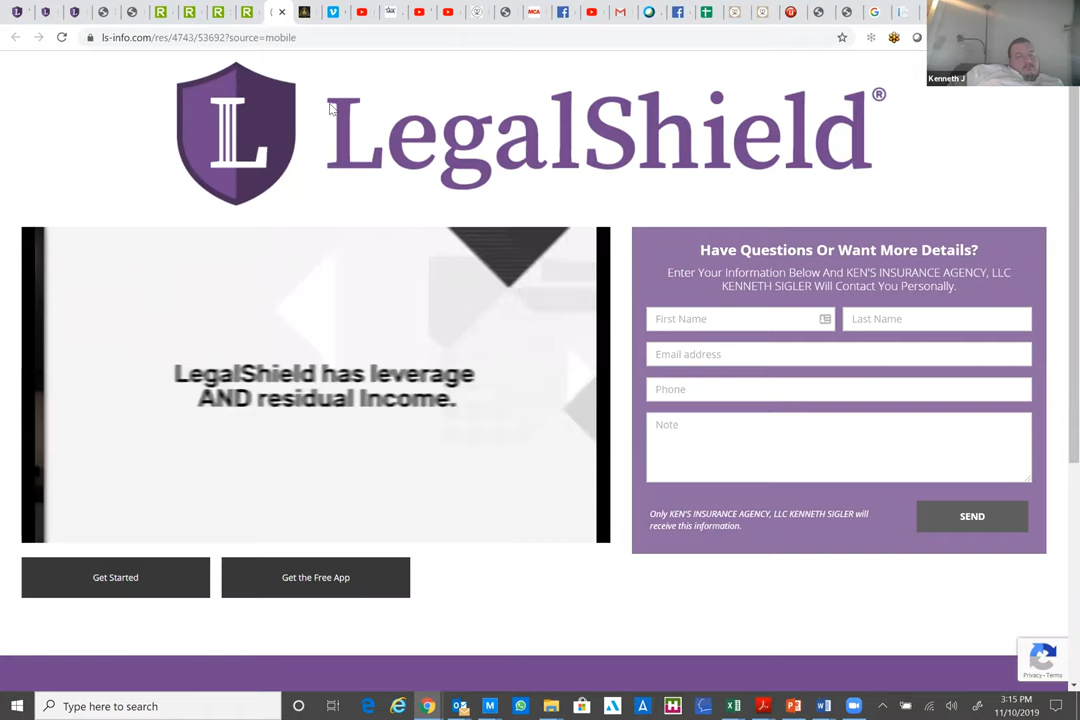 ls-info.com/res/4743/53692?source=mobile
Kenneth J
L
LegalShield®
LegalShield has leverage
AND residual Income.
Have Questions Or Want More Details?
Enter Your Information Below And KEN'S INSURANCE AGENCY, LLC
KENNETH SIGLER Will Contact You Personally.
First Name
Last Name
Email address
Phone
Note
Only KEN'S INSURANCE AGENCY, LLC KENNETH SIGLER will
receive this information.
SEND
Get Started
Get the Free App
Privacy - Terms
Type here to search
3:15 PM
11/10/2019